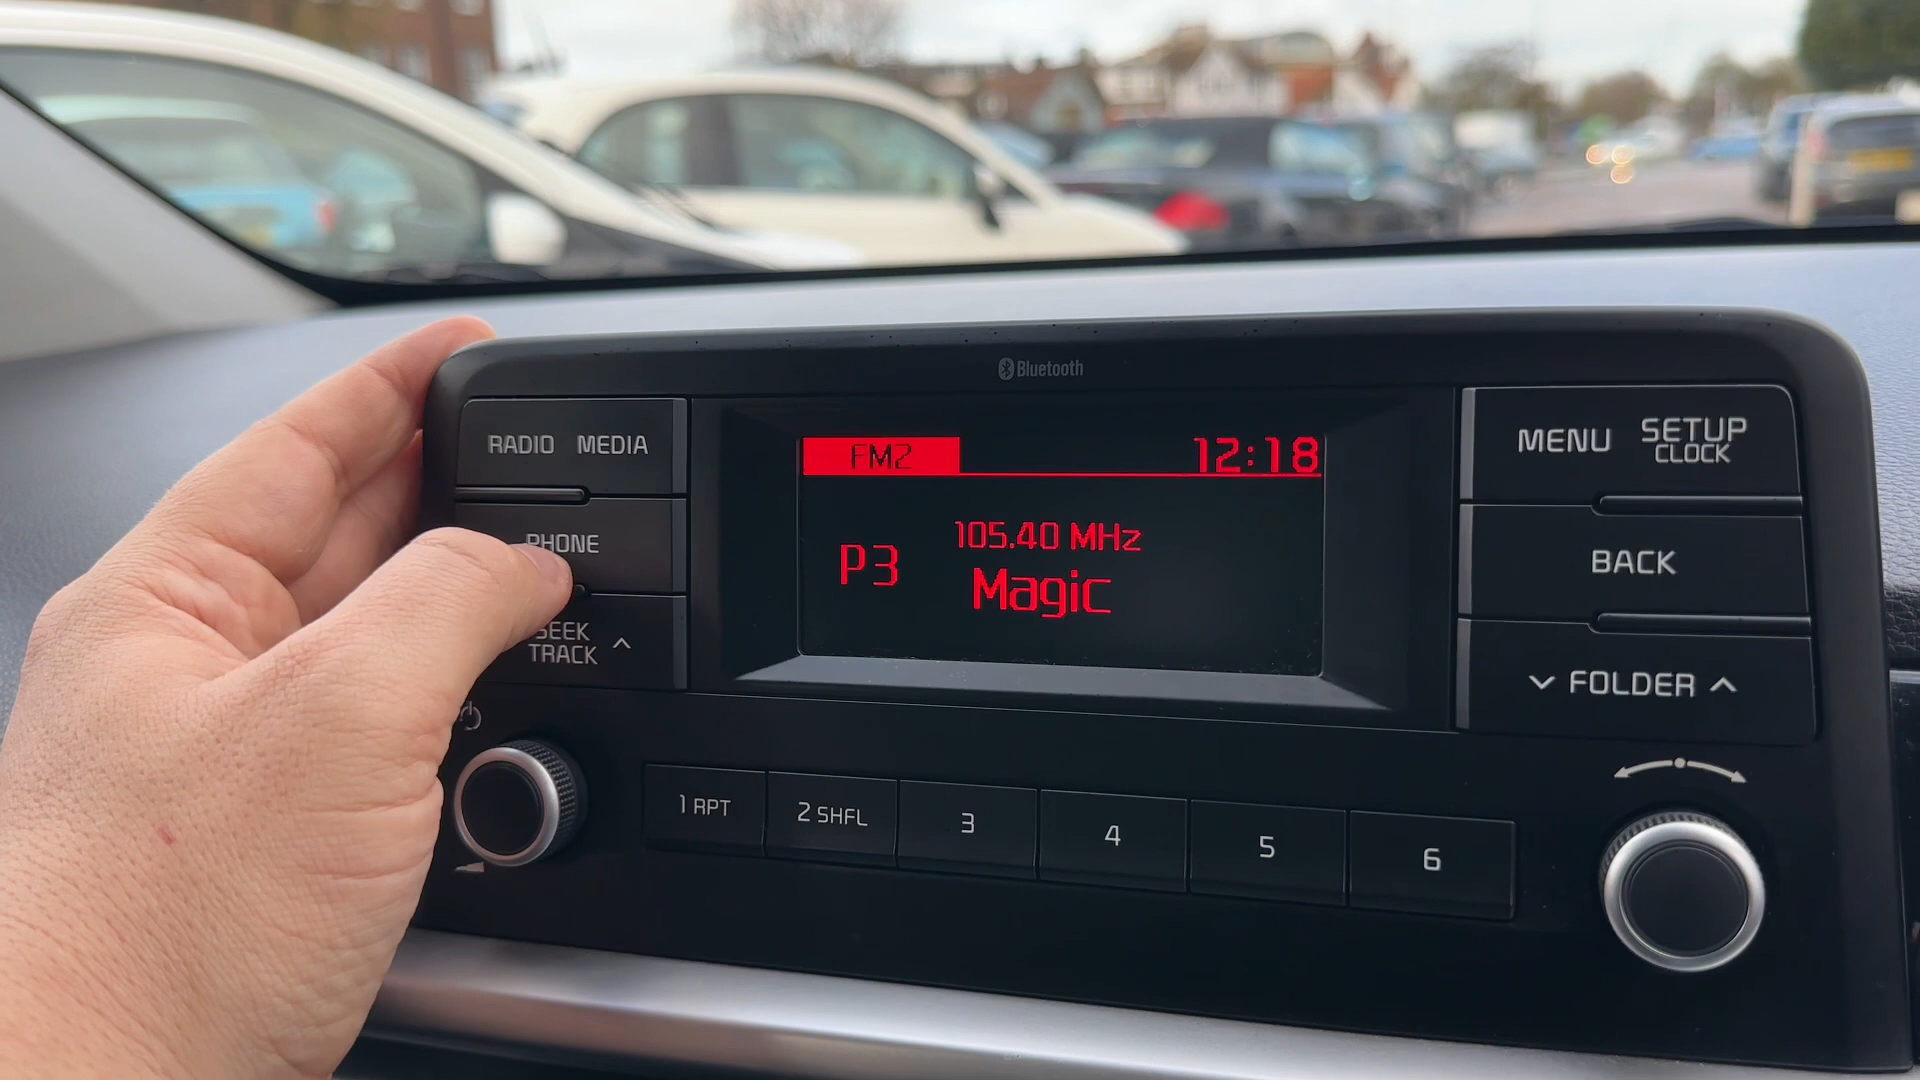 Bluetooth
RADIO MEDIA
PHONE
SEEK
TRACK
FM2 12:18
105.40 MHz
P3
Magic
MENU SETUP
CLOCK
BACK
FOLDER
1 RPT 2 SHFL 3 4 5 6